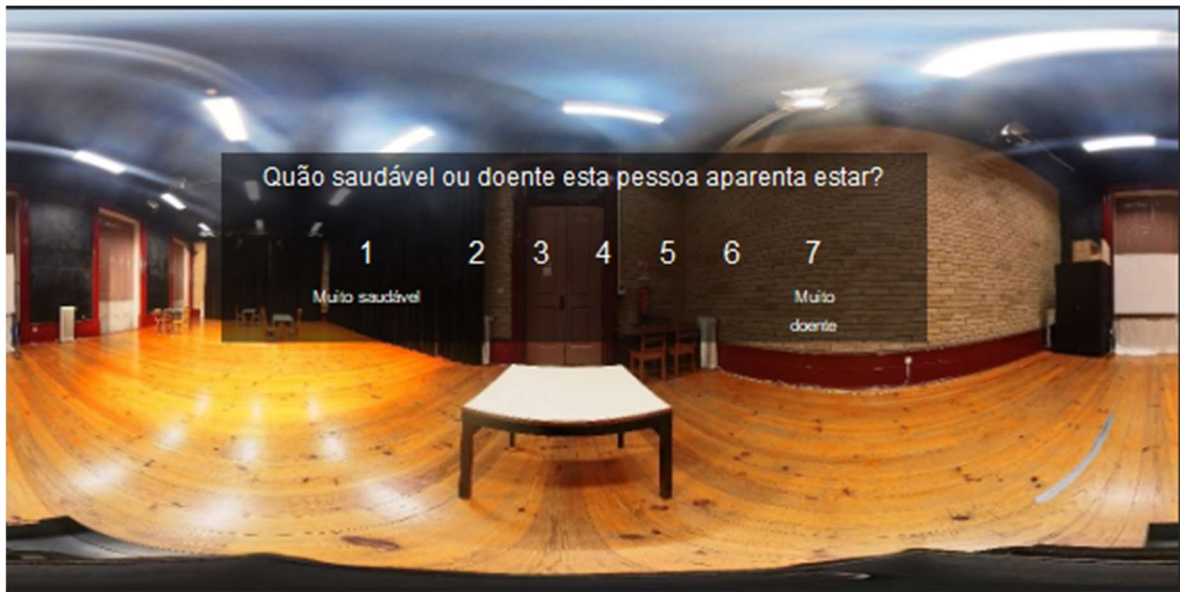 Quão saudável ou doente esta pessoa aparenta estar?
1 2 3 4 5 6 7
Muito saudável Muito
doente